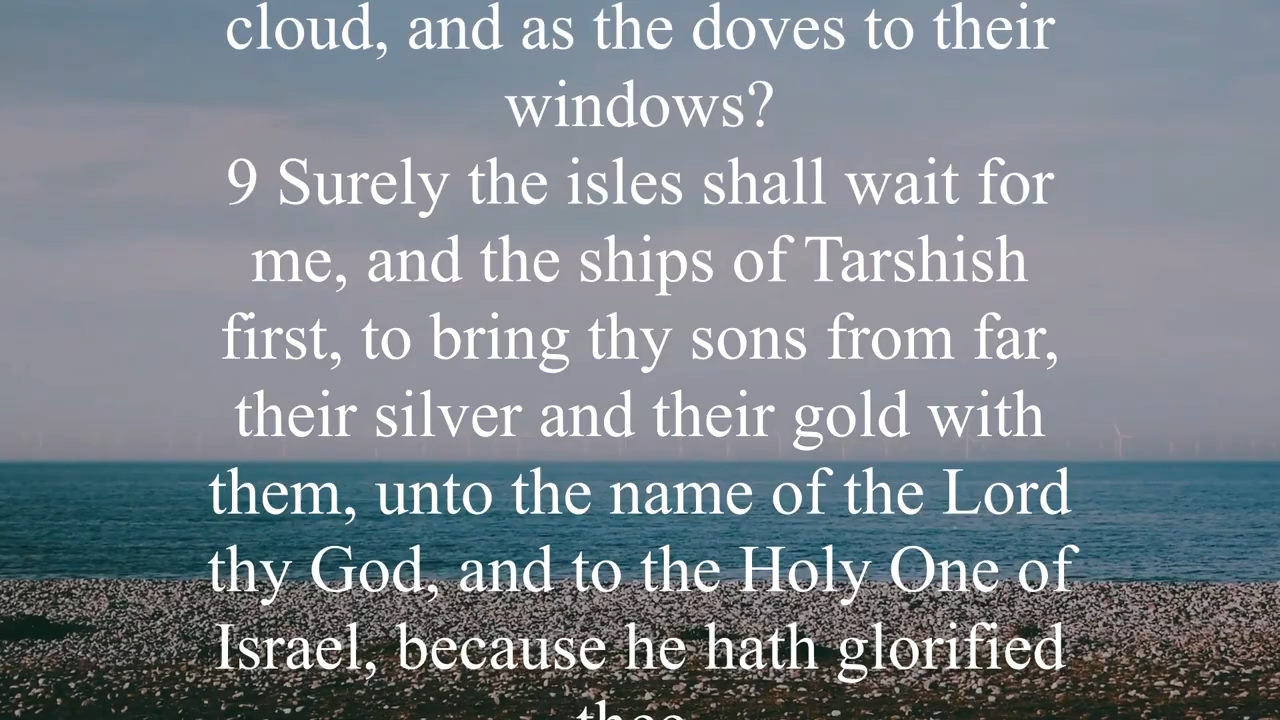 cloud, and as the doves to their
windows?
9 Surely the isles shall wait for
me, and the ships of Tarshish
first, to bring thy sons from far,
their silver and their gold with
them, unto the name of the Lord
thy God, and to the Holy One of
Israel, because he hath glorified